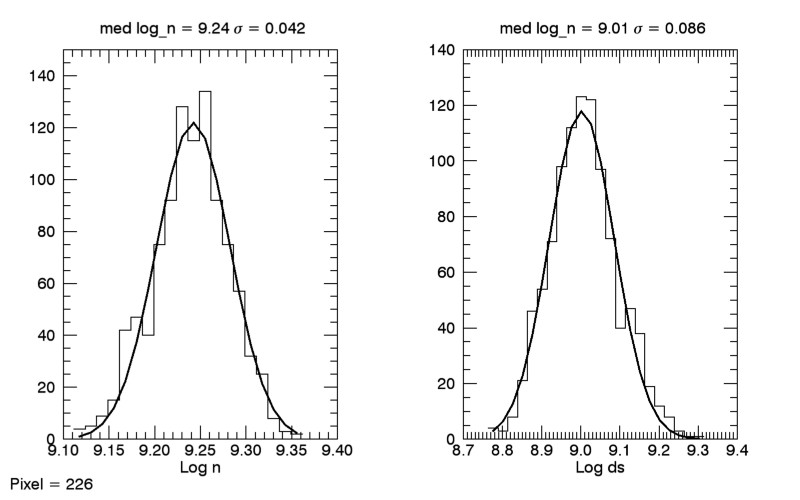 med log_n = 9.24 σ = 0.042
med log_n = 9.01 σ = 0.086
140
120
100
80
60
40
20
0
9.10 9.15 9.20 9.25 9.30 9.35 9.40
Log n
140
120
100
80
60
40
20
0
8.7 8.8 8.9 9.0 9.1 9.2 9.3 9.4
Log ds
Pixel = 226